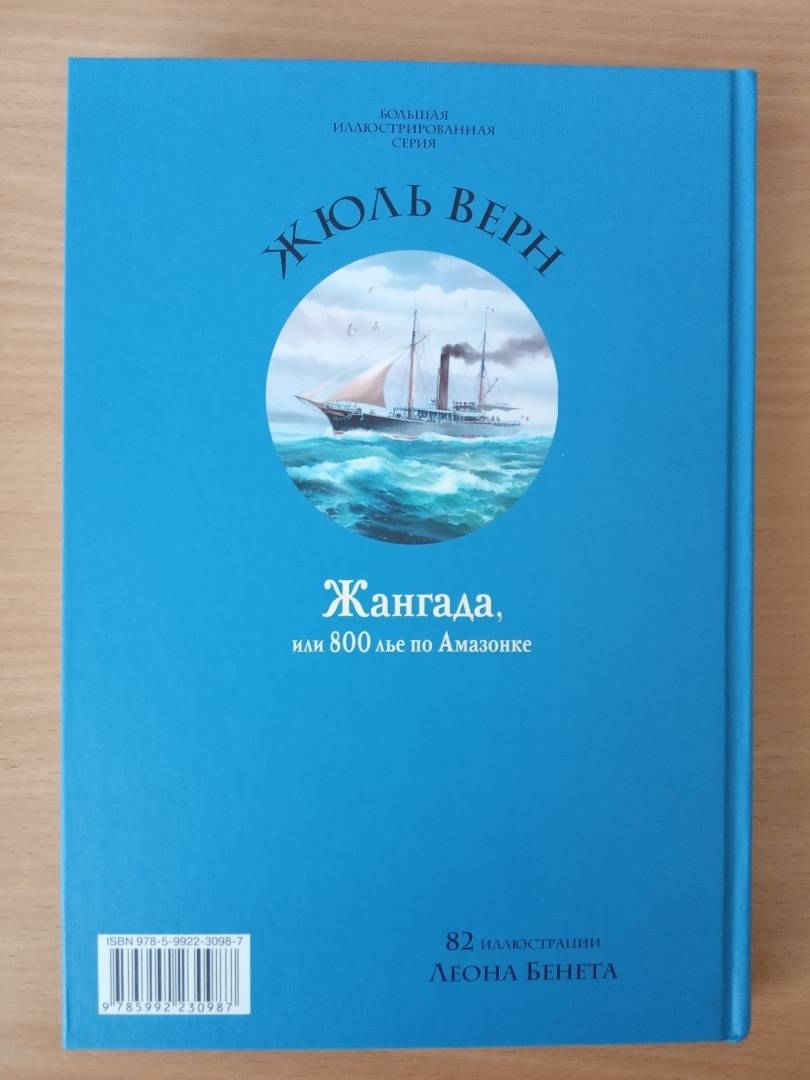 БОЛЬШАЯ
ИЛЛЮСТРИРОВАННАЯ
СЕРИЯ
ЖЮЛЬ ВЕРН
Жангада,
или 800 лье по Амазонке
ISBN 978-5-9922-3098-7
9 785992 230987
82 ИЛЛЮСТРАЦИИ
ЛЕОНА БЕНЕТА